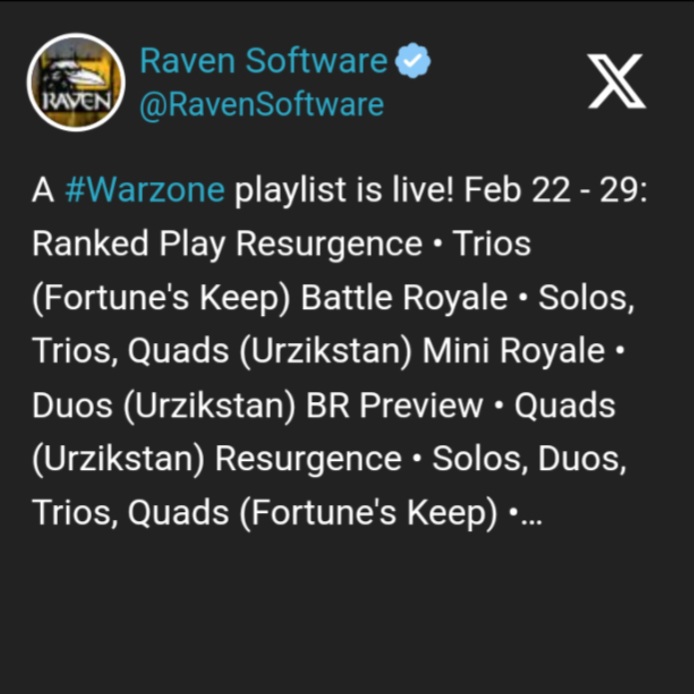 RAVEN
Raven Software
@RavenSoftware
X
A #Warzone playlist is live! Feb 22 - 29:
Ranked Play Resurgence • Trios
(Fortune's Keep) Battle Royale • Solos,
Trios, Quads (Urzikstan) Mini Royale •
Duos (Urzikstan) BR Preview • Quads
(Urzikstan) Resurgence • Solos, Duos,
Trios, Quads (Fortune's Keep) •…